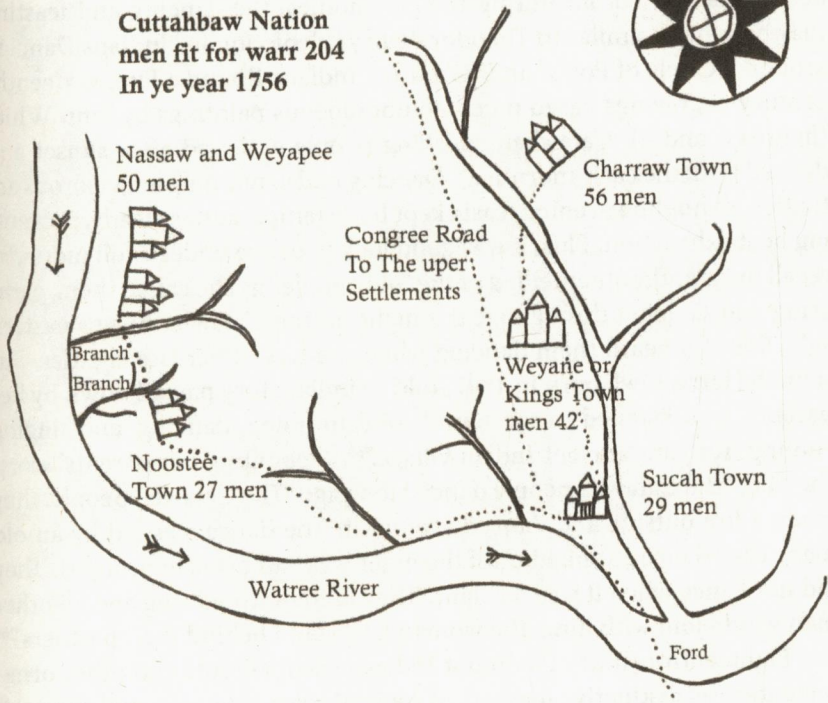 Cuttahbaw Nation
men fit for warr 204
In ye year 1756
Nassaw and Weyapee
50 men
Charraw Town
56 men
Congree Road
To The uper
Settlements
Branch
Branch
Weyane or
Kings Town
men 42
Noostee
Town 27 men
Sucah Town
29 men
Watree River
Ford